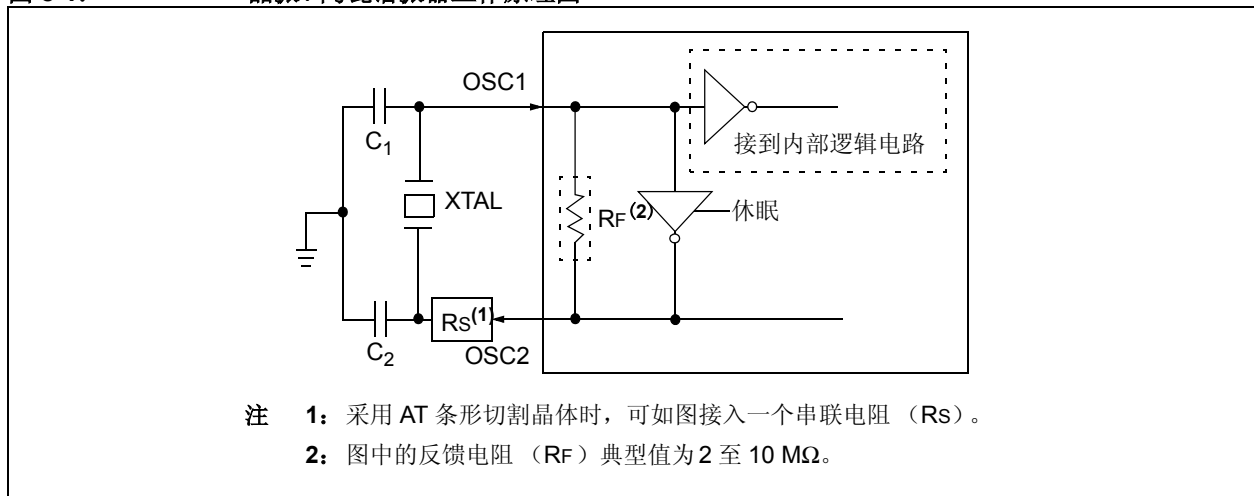 OSC1
C1
接到内部逻辑电路
XTAL
RF(2)
休眠
RS(1)
C2
OSC2
注 1: 采用 AT 条形切割晶体时,可如图接入一个串联电阻 (RS)。
2: 图中的反馈电阻 (RF) 典型值为 2 至 10 MΩ。